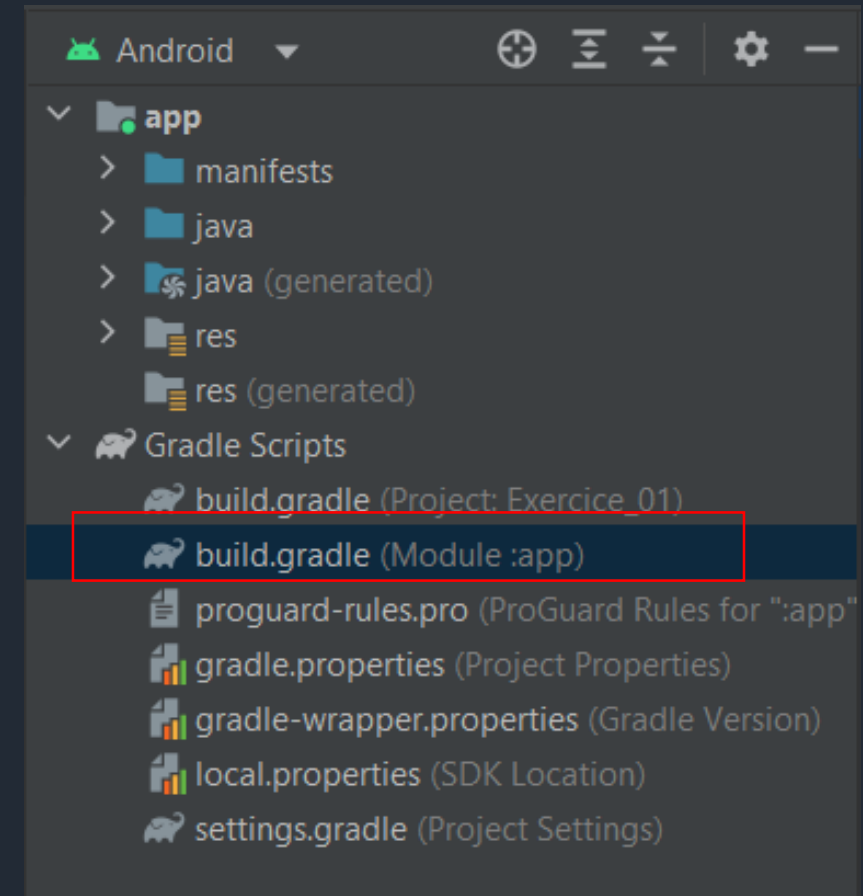 Android
app
manifests
java
java (generated)
res
res (generated)
Gradle Scripts
build.gradle (Project: Exercice_01)
build.gradle (Module :app)
proguard-rules.pro (ProGuard Rules for ":app"
gradle.properties (Project Properties)
gradle-wrapper.properties (Gradle Version)
local.properties (SDK Location)
settings.gradle (Project Settings)